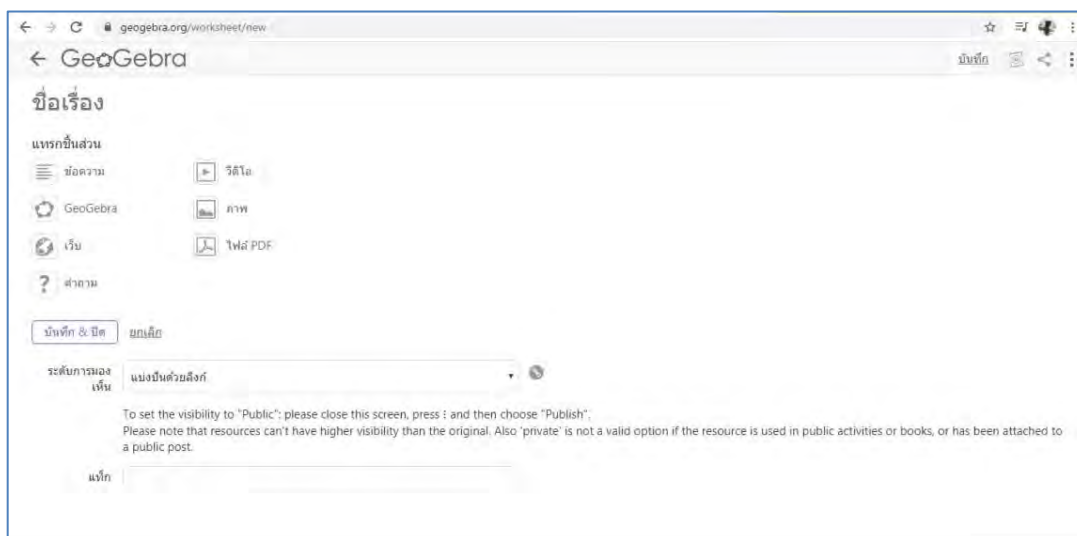 geogebra.org/worksheet/new
GeoGebra
บันทึก
ชื่อเรื่อง
แทรกชิ้นส่วน
ข้อความ
วีดีโอ
GeoGebra
ภาพ
เว็บ
ไฟล์ PDF
คำถาม
บันทึก & ปิด
ยกเลิก
ระดับการมอง
เห็น
แบ่งปันด้วยลิงก์
To set the visibility to "Public": please close this screen, press ⋮ and then choose "Publish".
Please note that resources can't have higher visibility than the original. Also 'private' is not a valid option if the resource is used in public activities or books, or has been attached to
a public post.
แท็ก